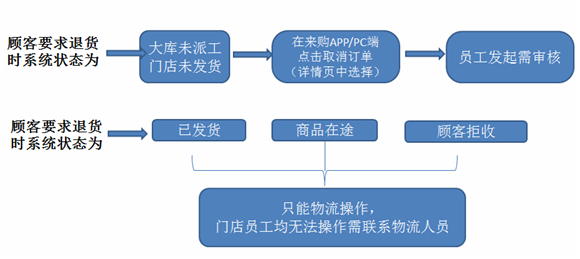 顾客要求退货
时系统状态为
大库未派工
门店未发货
在来购APP/PC端
点击取消订单
（详情页中选择）
员工发起需审核
顾客要求退货
时系统状态为
已发货
商品在途
顾客拒收
只能物流操作，
门店员工均无法操作需联系物流人员